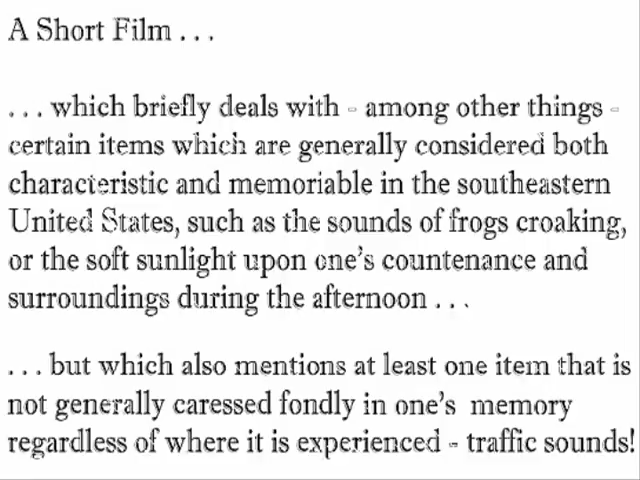 A Short Film . . .
. . . which briefly deals with - among other things -
certain items which are generally considered both
characteristic and memoriable in the southeastern
United States, such as the sounds of frogs croaking,
or the soft sunlight upon one's countenance and
surroundings during the afternoon . . .
. . . but which also mentions at least one item that is
not generally caressed fondly in one's memory
regardless of where it is experienced - traffic sounds!